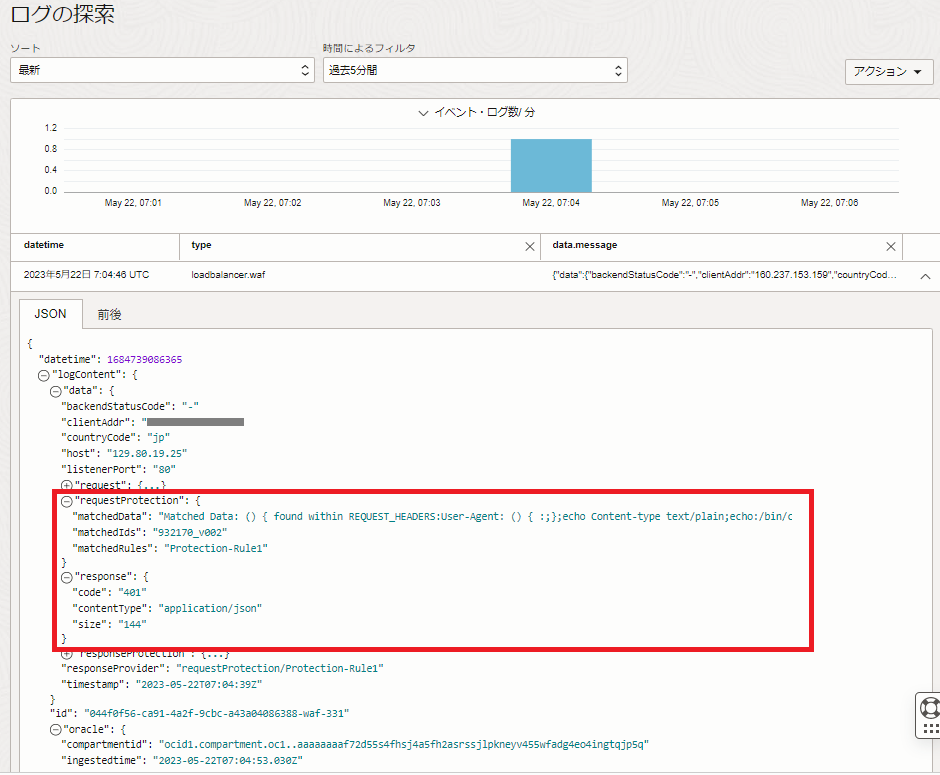 ログの探索
ソート
時間によるフィルタ
最新
過去5分間
アクション
イベント・ログ数/ 分
1.2
0.8
0.4
0.0
May 22, 07:01
May 22, 07:02
May 22, 07:03
May 22, 07:04
May 22, 07:05
May 22, 07:06
datetime
type
data.message
2023年5月22日 7:04:46 UTC
loadbalancer.waf
{"data":{"backendStatusCode":"-","clientAddr":"160.237.153.159","countryCod...
JSON
前後
{
"datetime": 1684739086365
"logContent": {
"data": {
"backendStatusCode": "-"
"clientAddr": "
"countryCode": "jp"
"host": "129.80.19.25"
"listenerPort": "80"
"request": {...}
"requestProtection": {
"matchedData": "Matched Data: () { found within REQUEST_HEADERS:User-Agent: () { :;};echo Content-type text/plain;echo:/bin/c
"matchedIds": "932170_v002"
"matchedRules": "Protection-Rule1"
}
"response": {
"code": "401"
"contentType": "application/json"
"size": "144"
}
"responseProtection": {...}
"responseProvider": "requestProtection/Protection-Rule1"
"timestamp": "2023-05-22T07:04:39Z"
}
"id": "044f0f56-ca91-4a2f-9cbc-a43a04086388-waf-331"
"oracle": {
"compartmentid": "ocid1.compartment.oc1..aaaaaaaaf72d55s4fhsj4a5fh2asrssjlpkneyv455wfadg4eo4ingtqjp5q"
"ingestedtime": "2023-05-22T07:04:53.030Z"